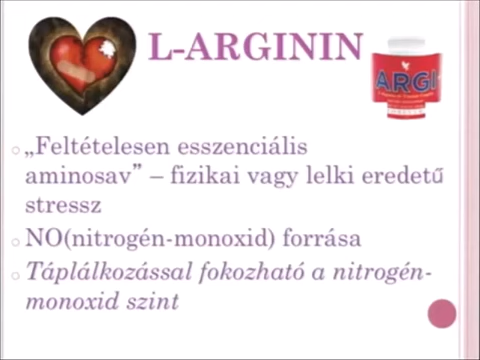 L-ARGININ
ARGI
„Feltételesen esszenciális
aminosav” – fizikai vagy lelki eredetű
stressz
NO(nitrogén-monoxid) forrása
Táplálkozással fokozható a nitrogén-
monoxid szint